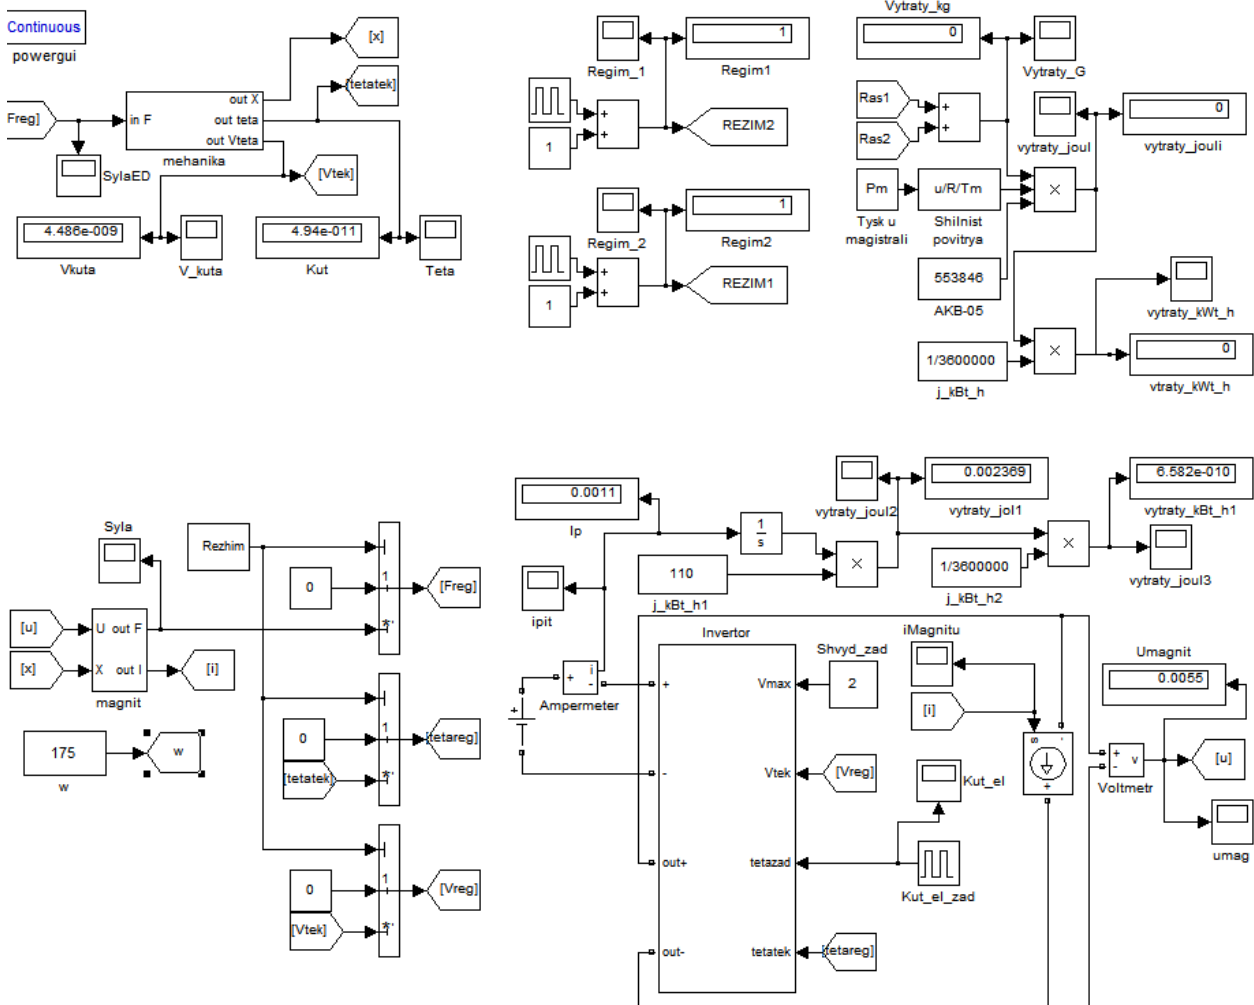 Continuous
powergui
[x]
[tetatek]
Freg]
in F
out X
out teta
out Vteta
mehanika
SylaED
[Vtek]
4.486e-009
Vkuta
V_kuta
4.94e-011
Kut
Teta
Regim_1
1
Regim1
+
+
1
REZIM2
Regim_2
1
Regim2
+
+
1
REZIM1
Vytraty_kg
0
Vytraty_G
Ras1
Ras2
+
+
vytraty_joul
0
vytraty_jouli
Pm
Tysk u
magistrali
u/R/Tm
Shilnist
povitrya
×
553846
AKB-05
vytraty_kWt_h
1/3600000
j_kBt_h
×
0
vtraty_kWt_h
Syla
Rezhim
0
1
*'
[Freg]
[u]
[x]
U out F
X out I
magnit
[i]
0
[tetatek]
1
*'
[tetareg]
175
w
w
0
[Vtek]
1
*'
[Vreg]
0.0011
Ip
ipit
1
s
110
j_kBt_h1
×
vytraty_joul2
0.002369
vytraty_jol1
1/3600000
j_kBt_h2
×
6.582e-010
vytraty_kBt_h1
vytraty_joul3
+
+
i
-
Ampermeter
Invertor
+
-
out+
out-
Vmax
Vtek
tetazad
tetatek
Shvyd_zad
2
[Vreg]
Kut_el
Kut_el_zad
[tetareg]
iMagnitu
[i]
s
-
+
+
-
v
Voltmetr
Umagnit
0.0055
[u]
umag